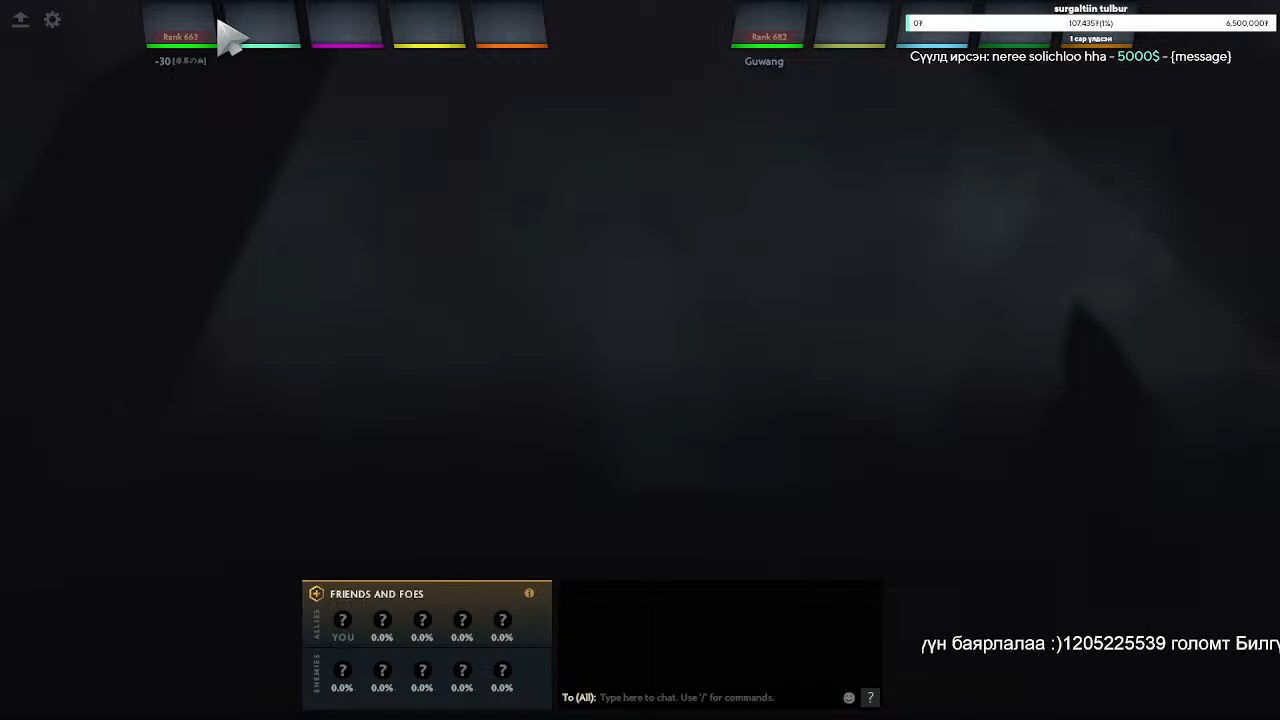 surgaltiin tulbur
0₮ 107,435₮(1%) 6,500,000₮
1 сар үлдсэн
Сүүлд ирсэн: neree solichloo hha - 5000$ - {message}
Rank 663
Rank 682
-30
Guwang
FRIENDS AND FOES
ALLIES
? ? ? ? ?
YOU 0.0% 0.0% 0.0% 0.0%
ENEMIES
? ? ? ? ?
0.0% 0.0% 0.0% 0.0% 0.0%
үүн баярлалаа :)1205225539 голомт Билгү
To (All): Type here to chat. Use '/' for commands.
?